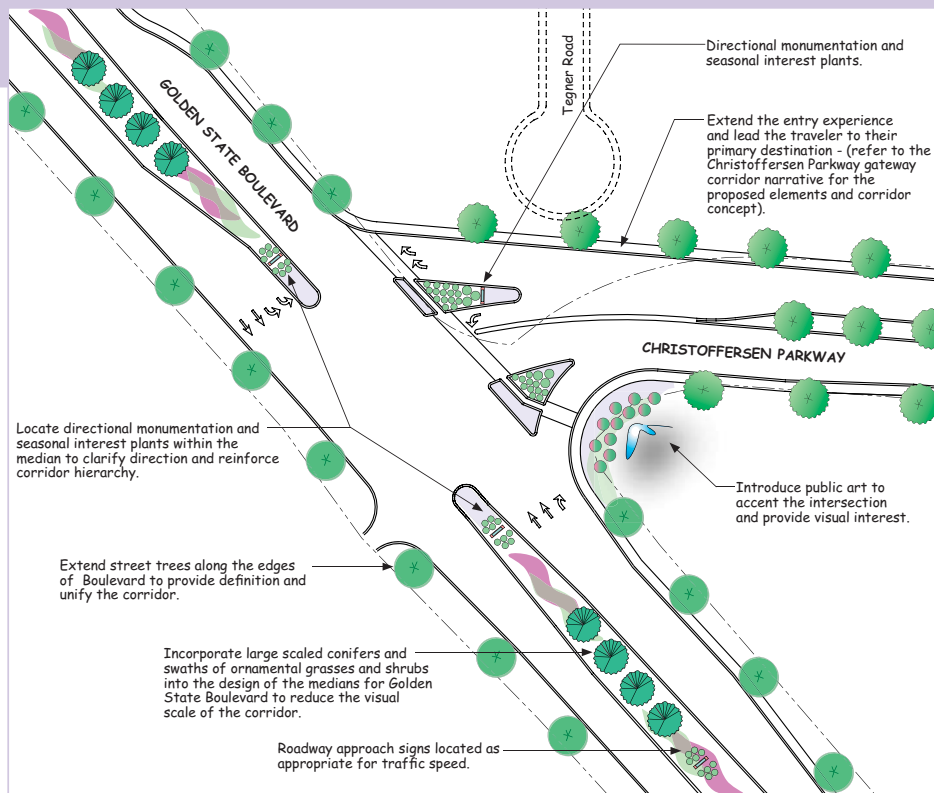 Tegner Road
Directional monumentation and
seasonal interest plants.
GOLDEN STATE BOULEVARD
Extend the entry experience
and lead the traveler to their
primary destination - (refer to the
Christoffersen Parkway gateway
corridor narrative for the
proposed elements and corridor
concept).
CHRISTOFFERSEN PARKWAY
Locate directional monumentation and
seasonal interest plants within the
median to clarify direction and reinforce
corridor hierarchy.
Introduce public art to
accent the intersection
and provide visual interest.
Extend street trees along the edges
of Boulevard to provide definition and
unify the corridor.
Incorporate large scaled conifers and
swaths of ornamental grasses and shrubs
into the design of the medians for Golden
State Boulevard to reduce the visual
scale of the corridor.
Roadway approach signs located as
appropriate for traffic speed.